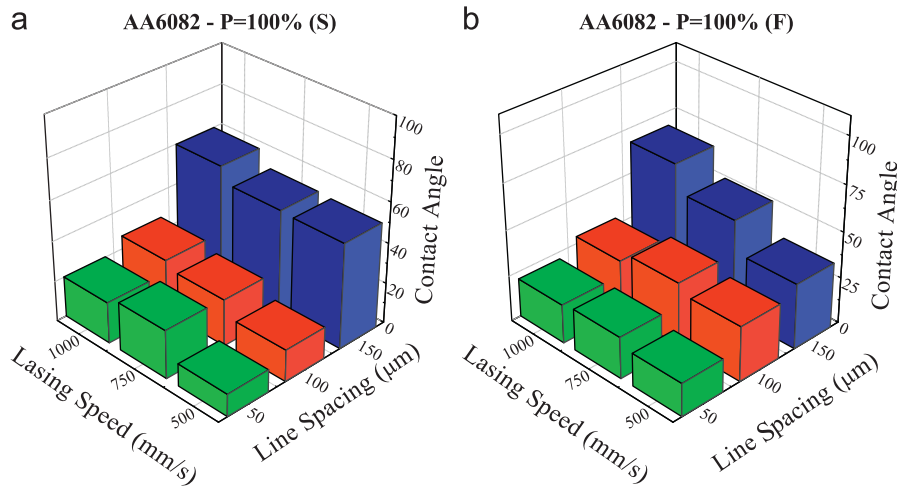 a
AA6082 - P=100% (S)
100
80
60
40
20
0
Contact Angle
1000
750
500
Lasing Speed (mm/s)
50
100
150
Line Spacing (μm)
b
AA6082 - P=100% (F)
100
75
50
25
0
Contact Angle
1000
750
500
Lasing Speed (mm/s)
50
100
150
Line Spacing (μm)